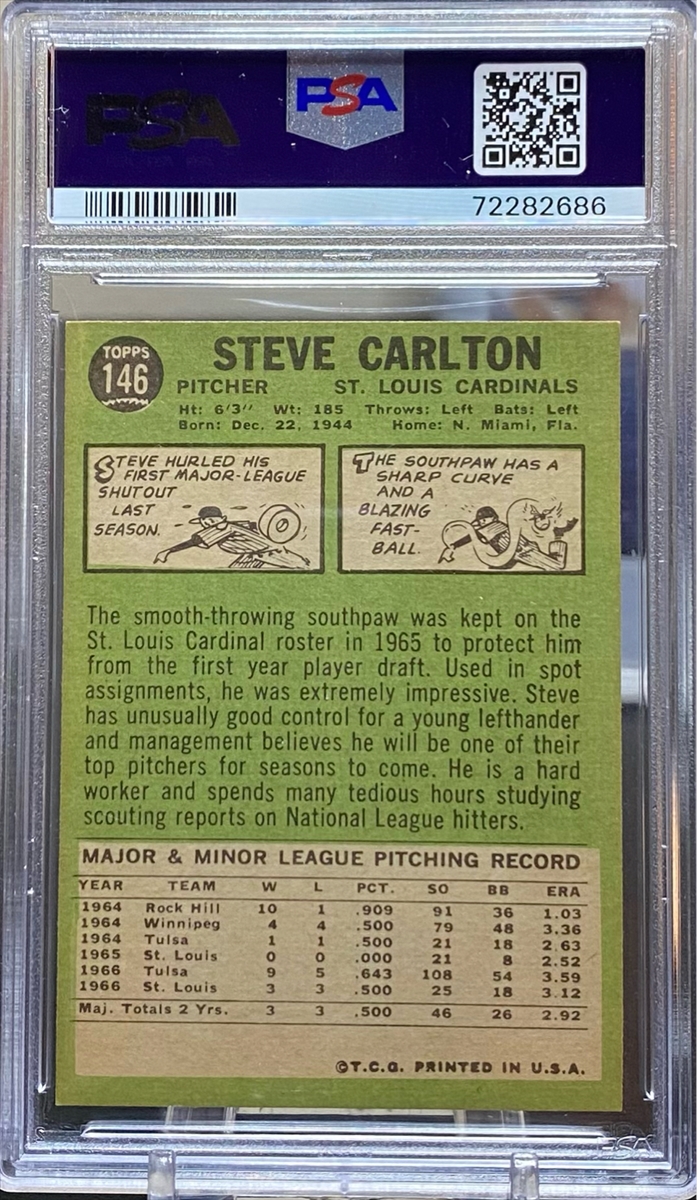 PSA
PSA
72282686
TOPPS
146
STEVE CARLTON
PITCHER ST. LOUIS CARDINALS
Ht: 6'3" Wt: 185 Throws: Left Bats: Left
Born: Dec. 22, 1944 Home: N. Miami, Fla.
STEVE HURLED HIS
FIRST MAJOR-LEAGUE
SHUTOUT
LAST
SEASON.
THE SOUTHPAW HAS A
SHARP CURVE
AND A
BLAZING
FAST-
BALL.
The smooth-throwing southpaw was kept on the
St. Louis Cardinal roster in 1965 to protect him
from the first year player draft. Used in spot
assignments, he was extremely impressive. Steve
has unusually good control for a young lefthander
and management believes he will be one of their
top pitchers for seasons to come. He is a hard
worker and spends many tedious hours studying
scouting reports on National League hitters.
MAJOR & MINOR LEAGUE PITCHING RECORD
YEAR TEAM W L PCT. SO BB ERA
1964 Rock Hill 10 1 .909 91 36 1.03
1964 Winnipeg 4 4 .500 79 48 3.36
1964 Tulsa 1 1 .500 21 18 2.63
1965 St. Louis 0 0 .000 21 8 2.52
1966 Tulsa 9 5 .643 108 54 3.59
1966 St. Louis 3 3 .500 25 18 3.12
Maj. Totals 2 Yrs. 3 3 .500 46 26 2.92
©T.C.G. PRINTED IN U.S.A.
PSA